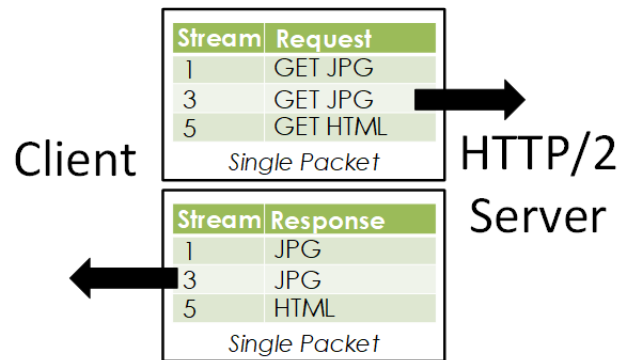 Stream Request
1 GET JPG
3 GET JPG
5 GET HTML
Single Packet
Client
HTTP/2
Server
Stream Response
1 JPG
3 JPG
5 HTML
Single Packet